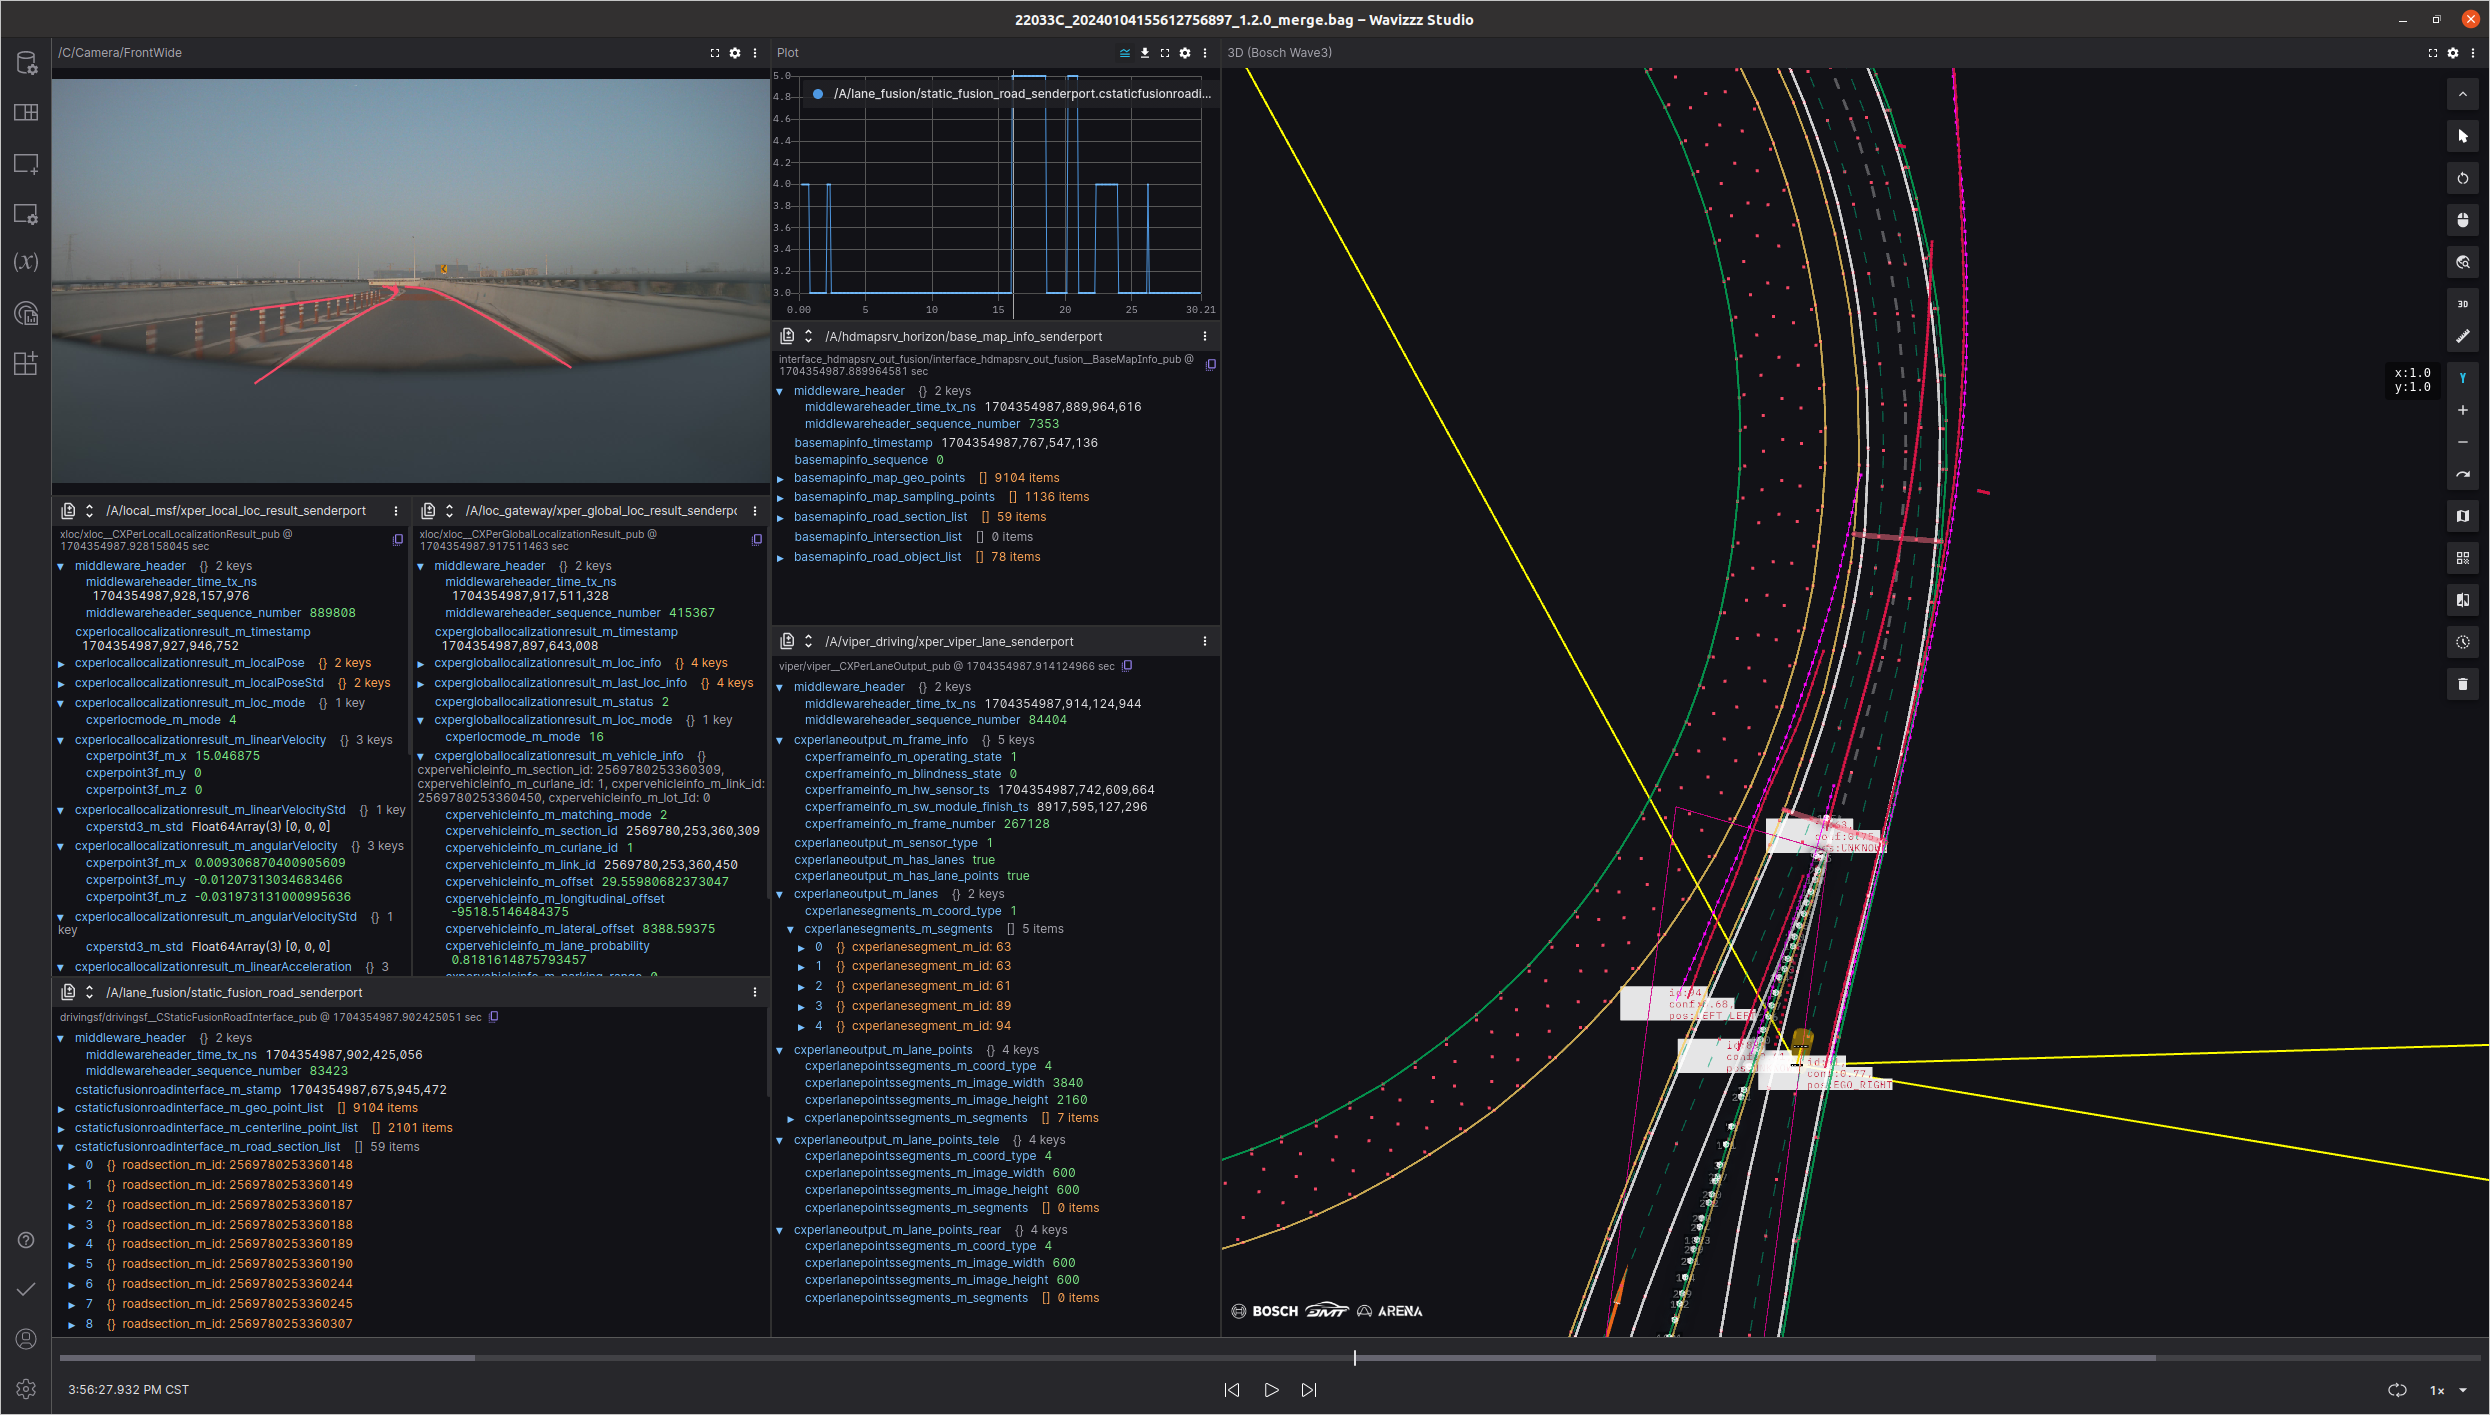 22033C_20240104155612756897_1.2.0_merge.bag – Wavizzz Studio
/C/Camera/FrontWide
Plot
/A/lane_fusion/static_fusion_road_senderport.cstaticfusionroadi...
5.0
4.8
4.6
4.4
4.2
4.0
3.8
3.6
3.4
3.2
3.0
0.00
5
10
15
20
25
30.21
/A/hdmapsrv_horizon/base_map_info_senderport
interface_hdmapsrv_out_fusion/interface_hdmapsrv_out_fusion__BaseMapInfo_pub @
1704354987.889964581 sec
middleware_header {} 2 keys
middlewareheader_time_tx_ns 1704354987,889,964,616
middlewareheader_sequence_number 7353
basemapinfo_timestamp 1704354987,767,547,136
basemapinfo_sequence 0
basemapinfo_map_geo_points [] 9104 items
basemapinfo_map_sampling_points [] 1136 items
basemapinfo_road_section_list [] 59 items
basemapinfo_intersection_list [] 0 items
basemapinfo_road_object_list [] 78 items
/A/local_msf/xper_local_loc_result_senderport
xloc/xloc__CXPerLocalLocalizationResult_pub @
1704354987.928158045 sec
middleware_header {} 2 keys
middlewareheader_time_tx_ns
1704354987,928,157,976
middlewareheader_sequence_number 889808
cxperlocallocalizationresult_m_timestamp
1704354987,927,946,752
cxperlocallocalizationresult_m_localPose {} 2 keys
cxperlocallocalizationresult_m_localPoseStd {} 2 keys
cxperlocallocalizationresult_m_loc_mode {} 1 key
cxperlocmode_m_mode 4
cxperlocallocalizationresult_m_linearVelocity {} 3 keys
cxperpoint3f_m_x 15.046875
cxperpoint3f_m_y 0
cxperpoint3f_m_z 0
cxperlocallocalizationresult_m_linearVelocityStd {} 1 key
cxperstd3_m_std Float64Array(3) [0, 0, 0]
cxperlocallocalizationresult_m_angularVelocity {} 3 keys
cxperpoint3f_m_x 0.009306870400905609
cxperpoint3f_m_y -0.01207313034683466
cxperpoint3f_m_z -0.031973131000995636
cxperlocallocalizationresult_m_angularVelocityStd {} 1
key
cxperstd3_m_std Float64Array(3) [0, 0, 0]
cxperlocallocalizationresult_m_linearAcceleration {} 3
/A/loc_gateway/xper_global_loc_result_senderpo
xloc/xloc__CXPerGlobalLocalizationResult_pub @
1704354987.917511463 sec
middleware_header {} 2 keys
middlewareheader_time_tx_ns
1704354987,917,511,328
middlewareheader_sequence_number 415367
cxpergloballocalizationresult_m_timestamp
1704354987,897,643,008
cxpergloballocalizationresult_m_loc_info {} 4 keys
cxpergloballocalizationresult_m_last_loc_info {} 4 keys
cxpergloballocalizationresult_m_status 2
cxpergloballocalizationresult_m_loc_mode {} 1 key
cxperlocmode_m_mode 16
cxpergloballocalizationresult_m_vehicle_info {}
cxpervehicleinfo_m_section_id: 2569780253360309,
cxpervehicleinfo_m_curlane_id: 1, cxpervehicleinfo_m_link_id:
2569780253360450, cxpervehicleinfo_m_lot_Id: 0
cxpervehicleinfo_m_matching_mode 2
cxpervehicleinfo_m_section_id 2569780,253,360,309
cxpervehicleinfo_m_curlane_id 1
cxpervehicleinfo_m_link_id 2569780,253,360,450
cxpervehicleinfo_m_offset 29.55980682373047
cxpervehicleinfo_m_longitudinal_offset
-9518.5146484375
cxpervehicleinfo_m_lateral_offset 8388.59375
cxpervehicleinfo_m_lane_probability
0.8181614875793457
/A/viper_driving/xper_viper_lane_senderport
viper/viper__CXPerLaneOutput_pub @ 1704354987.914124966 sec
middleware_header {} 2 keys
middlewareheader_time_tx_ns 1704354987,914,124,944
middlewareheader_sequence_number 84404
cxperlaneoutput_m_frame_info {} 5 keys
cxperframeinfo_m_operating_state 1
cxperframeinfo_m_blindness_state 0
cxperframeinfo_m_hw_sensor_ts 1704354987,742,609,664
cxperframeinfo_m_sw_module_finish_ts 8917,595,127,296
cxperframeinfo_m_frame_number 267128
cxperlaneoutput_m_sensor_type 1
cxperlaneoutput_m_has_lanes true
cxperlaneoutput_m_has_lane_points true
cxperlaneoutput_m_lanes {} 2 keys
cxperlanesegments_m_coord_type 1
cxperlanesegments_m_segments [] 5 items
0 {} cxperlanesegment_m_id: 63
1 {} cxperlanesegment_m_id: 63
2 {} cxperlanesegment_m_id: 61
3 {} cxperlanesegment_m_id: 89
4 {} cxperlanesegment_m_id: 94
cxperlaneoutput_m_lane_points {} 4 keys
cxperlanepointssegments_m_coord_type 4
cxperlanepointssegments_m_image_width 3840
cxperlanepointssegments_m_image_height 2160
cxperlanepointssegments_m_segments [] 7 items
cxperlaneoutput_m_lane_points_tele {} 4 keys
cxperlanepointssegments_m_coord_type 4
cxperlanepointssegments_m_image_width 600
cxperlanepointssegments_m_image_height 600
cxperlanepointssegments_m_segments [] 0 items
cxperlaneoutput_m_lane_points_rear {} 4 keys
cxperlanepointssegments_m_coord_type 4
cxperlanepointssegments_m_image_width 600
cxperlanepointssegments_m_image_height 600
cxperlanepointssegments_m_segments [] 0 items
/A/lane_fusion/static_fusion_road_senderport
drivingsf/drivingsf__CStaticFusionRoadInterface_pub @ 1704354987.902425051 sec
middleware_header {} 2 keys
middlewareheader_time_tx_ns 1704354987,902,425,056
middlewareheader_sequence_number 83423
cstaticfusionroadinterface_m_stamp 1704354987,675,945,472
cstaticfusionroadinterface_m_geo_point_list [] 9104 items
cstaticfusionroadinterface_m_centerline_point_list [] 2101 items
cstaticfusionroadinterface_m_road_section_list [] 59 items
0 {} roadsection_m_id: 2569780253360148
1 {} roadsection_m_id: 2569780253360149
2 {} roadsection_m_id: 2569780253360187
3 {} roadsection_m_id: 2569780253360188
4 {} roadsection_m_id: 2569780253360189
5 {} roadsection_m_id: 2569780253360190
6 {} roadsection_m_id: 2569780253360244
7 {} roadsection_m_id: 2569780253360245
8 {} roadsection_m_id: 2569780253360307
3D (Bosch Wave3)
3D
x:1.0
y:1.0
pos:EGO_RIGHT
BOSCH
ARENA
3:56:27.932 PM CST
1×